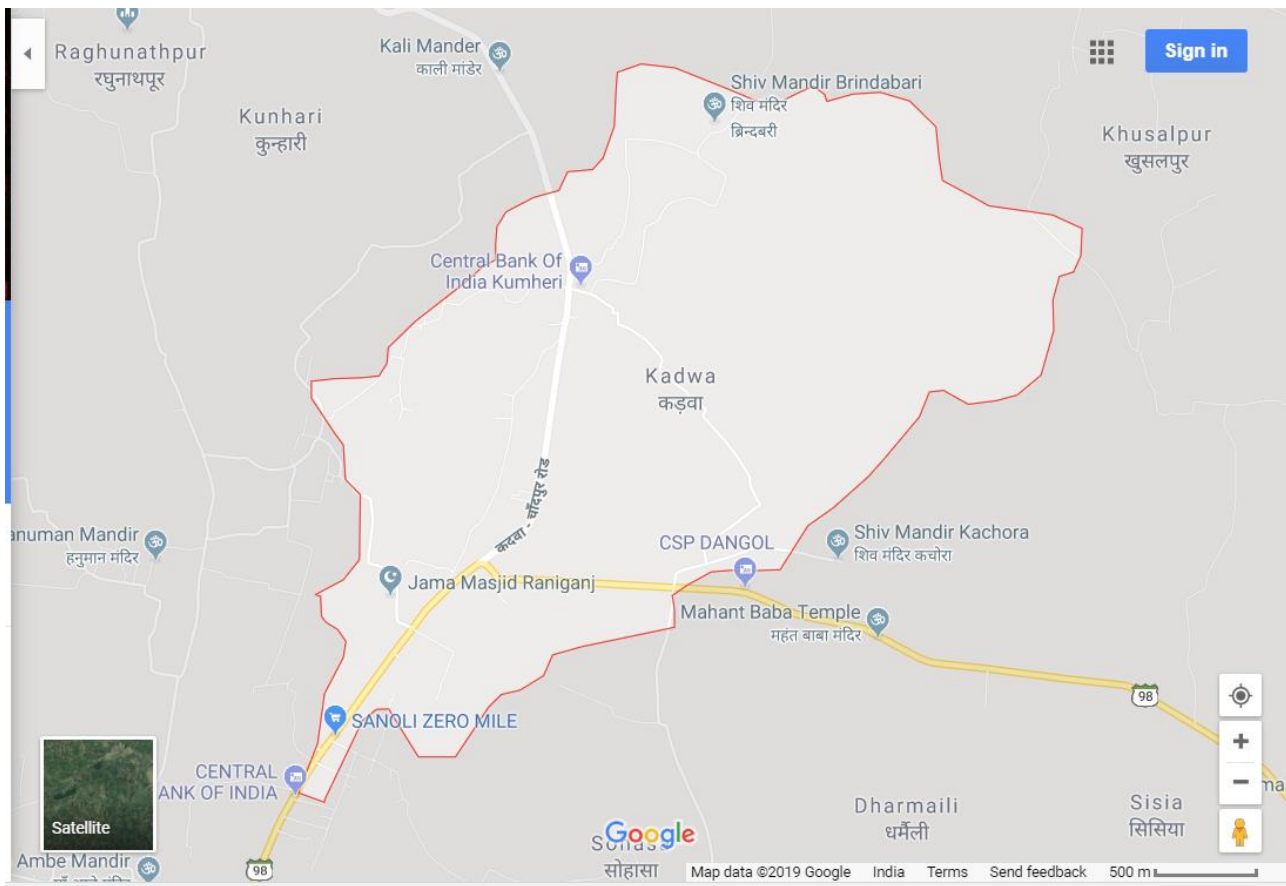 Raghunathpur
रघुनाथपुर
Kali Mander
काली मांडेर
Sign in
Kunhari
कुन्हारी
Shiv Mandir Brindabari
शिव मंदिर
ब्रिन्दबरी
Khusalpur
खुसलपुर
Central Bank Of
India Kumheri
Kadwa
कड़वा
कदवा - चाँदपुर रोड
anuman Mandir
हनुमान मंदिर
CSP DANGOL
Shiv Mandir Kachora
शिव मंदिर कचोरा
Jama Masjid Raniganj
Mahant Baba Temple
महंत बाबा मंदिर
98
SANOLI ZERO MILE
CENTRAL
ANK OF INDIA
Satellite
Dharmaili
धर्मैली
Sisia
सिसिया
ma
Google
सोहासा
Ambe Mandir
98
Map data ©2019 Google India Terms Send feedback 500 m